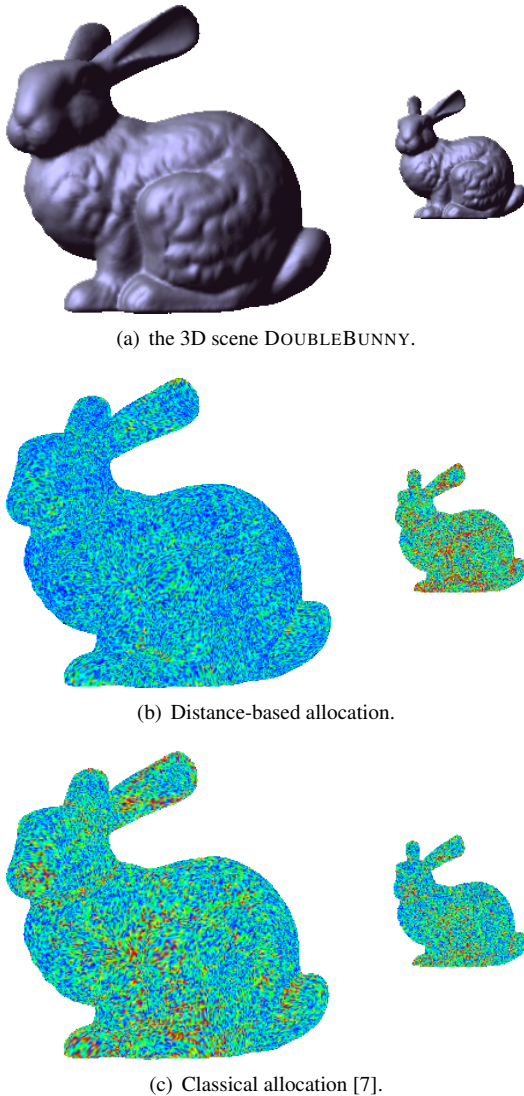 (a) the 3D scene DOUBLEBUNNY.
(b) Distance-based allocation.
(c) Classical allocation [7].